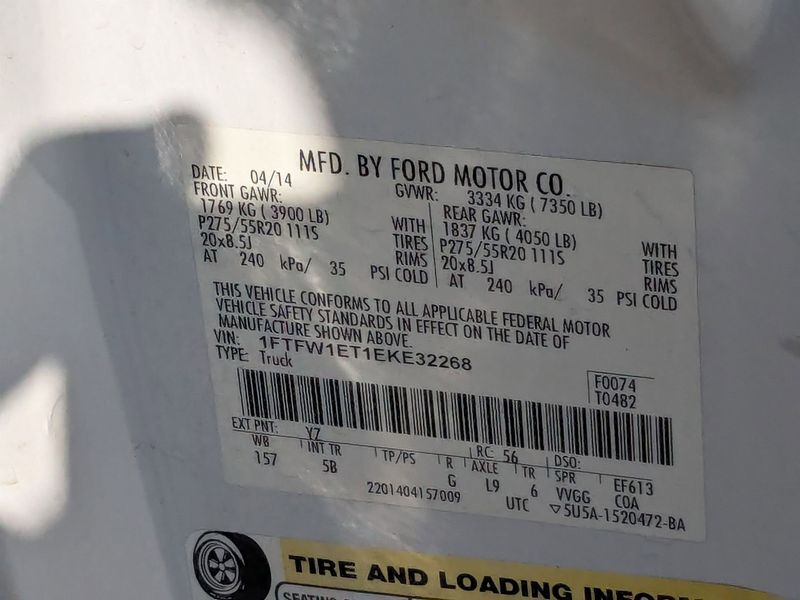 MFD. BY FORD MOTOR CO.
DATE: 04/14 GVWR: 3334 KG ( 7350 LB)
FRONT GAWR: REAR GAWR:
1769 KG ( 3900 LB) WITH 1837 KG ( 4050 LB) WITH
P275/55R20 111S TIRES P275/55R20 111S TIRES
20x8.5J RIMS 20x8.5J RIMS
AT 240 kPa/ 35 PSI COLD AT 240 kPa/ 35 PSI COLD
THIS VEHICLE CONFORMS TO ALL APPLICABLE FEDERAL MOTOR
VEHICLE SAFETY STANDARDS IN EFFECT ON THE DATE OF
MANUFACTURE SHOWN ABOVE.
VIN: 1FTFW1ET1EKE32268
TYPE: Truck
F0074
T0482
EXT PNT: YZ RC: 56 DSO:
WB INT TR TP/PS R AXLE TR SPR EF613
157 5B G L9 6 VVGG COA
2201404157009 UTC ▽5U5A-1520472-BA
TIRE AND LOADING